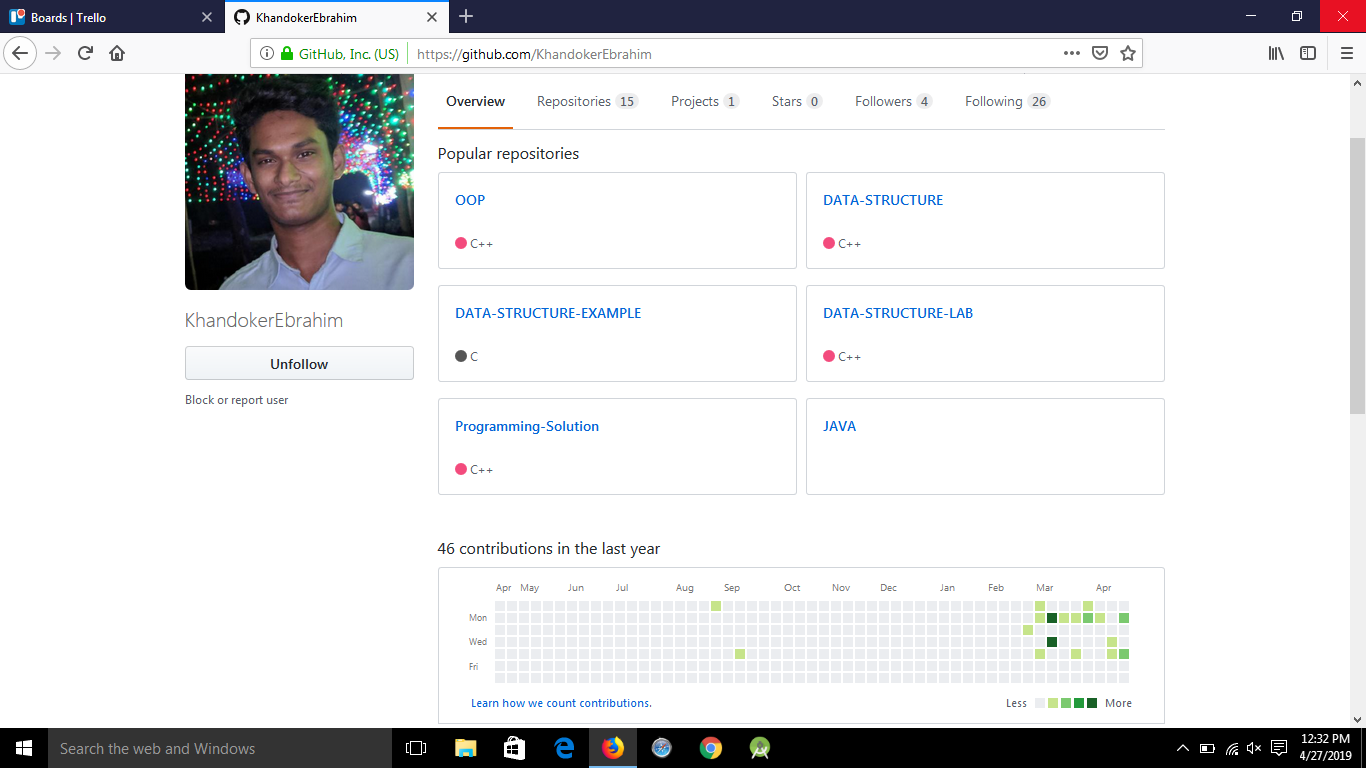 Boards | Trello
KhandokerEbrahim
GitHub, Inc. (US)
https://github.com/KhandokerEbrahim
Overview
Repositories 15
Projects 1
Stars 0
Followers 4
Following 26
Popular repositories
OOP
C++
DATA-STRUCTURE
C++
DATA-STRUCTURE-EXAMPLE
C
DATA-STRUCTURE-LAB
C++
Programming-Solution
C++
JAVA
KhandokerEbrahim
Unfollow
Block or report user
46 contributions in the last year
Apr May Jun Jul Aug Sep Oct Nov Dec Jan Feb Mar Apr
Mon
Wed
Fri
Learn how we count contributions.
Less More
Search the web and Windows
12:32 PM
4/27/2019